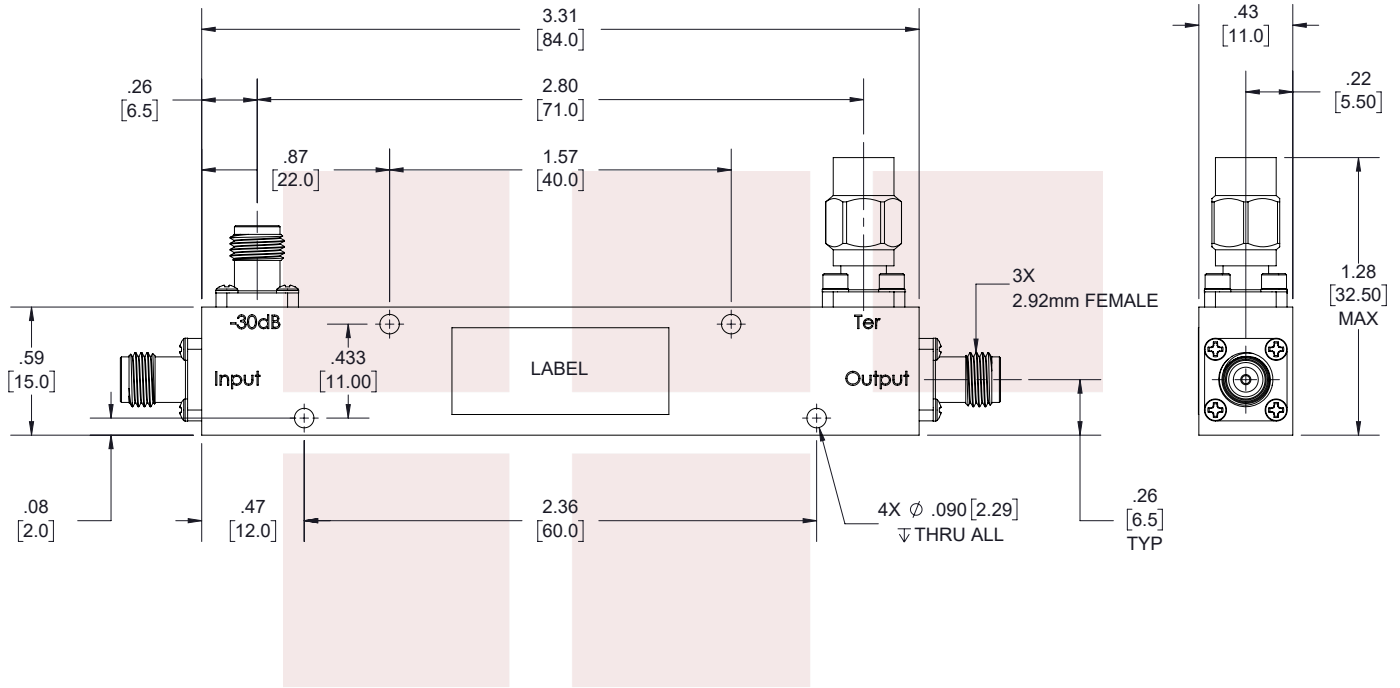 3.31
[84.0]
.43
[11.0]
.26
[6.5]
2.80
[71.0]
.22
[5.50]
.87
[22.0]
1.57
[40.0]
3X
2.92mm FEMALE
1.28
[32.50]
MAX
-30dB
Ter
.59
[15.0]
Input
.433
[11.00]
LABEL
Output
.08
[2.0]
.47
[12.0]
2.36
[60.0]
4X ⌀ .090 [2.29]
↧ THRU ALL
.26
[6.5]
TYP